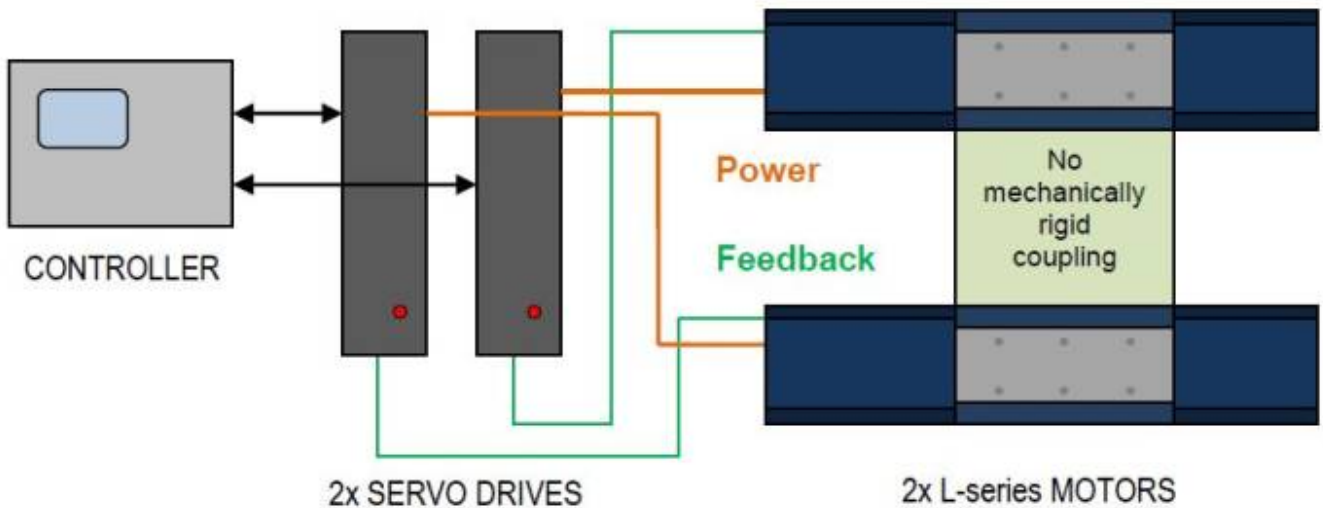 No
mechanically
rigid
coupling
Power
Feedback
CONTROLLER
2x SERVO DRIVES
2x L-series MOTORS